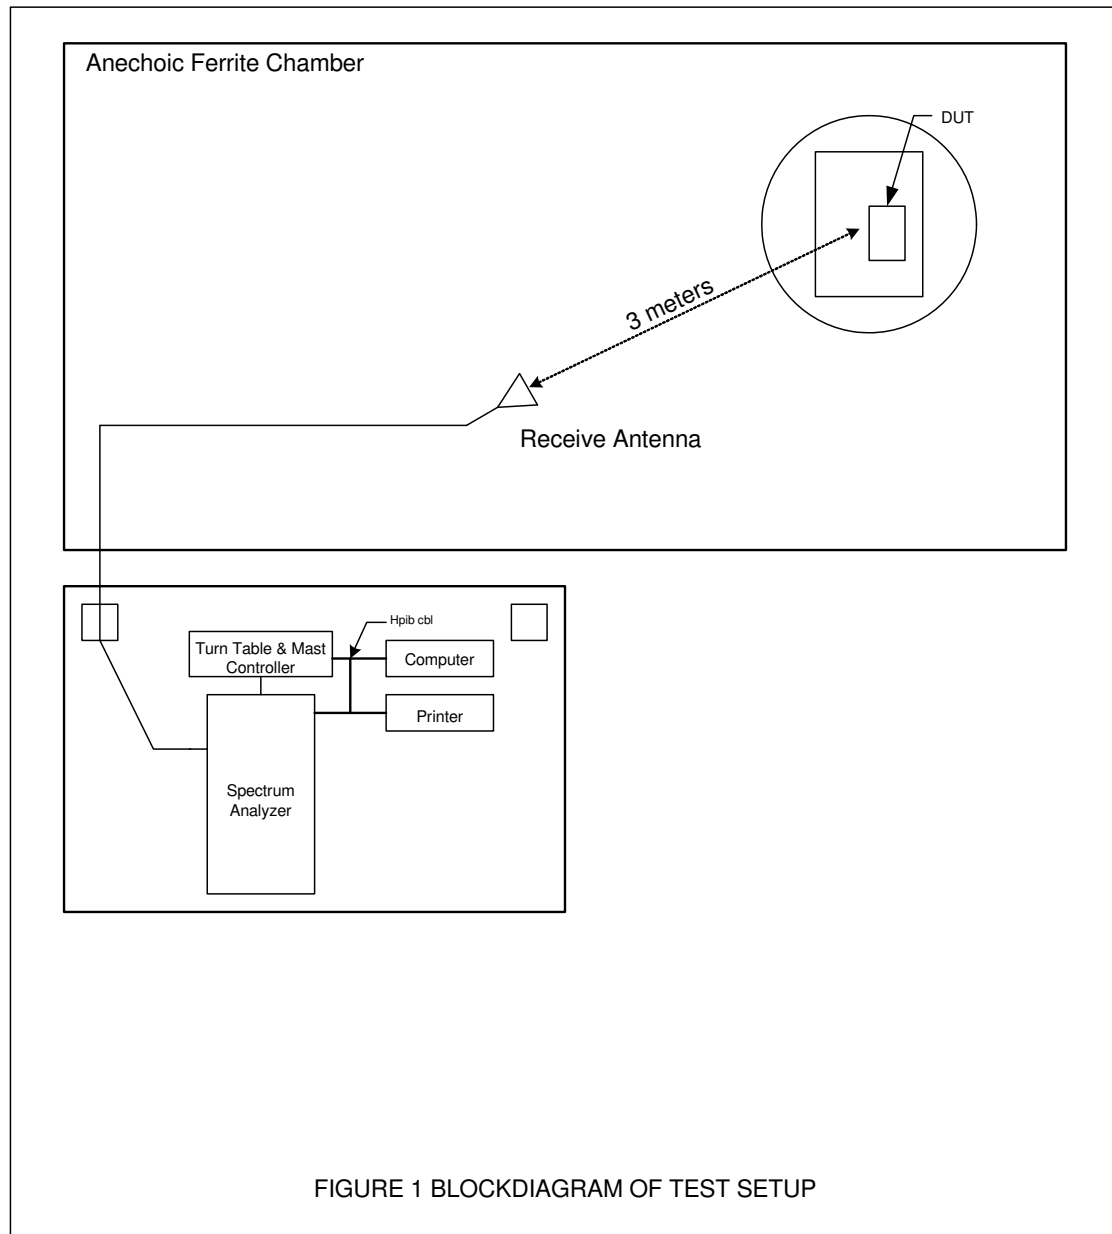 Anechoic Ferrite Chamber
DUT
3 meters
Receive Antenna
Hpib cbl
Turn Table & Mast
Controller
Computer
Printer
Spectrum
Analyzer
FIGURE 1 BLOCKDIAGRAM OF TEST SETUP